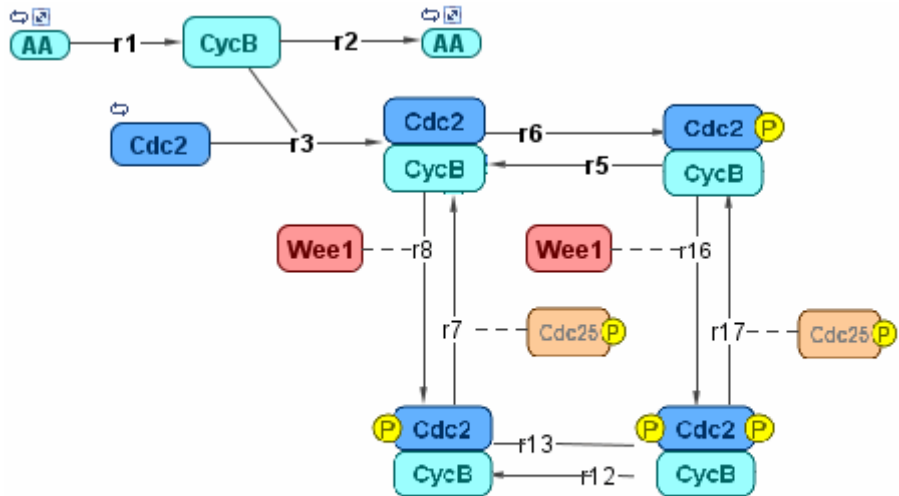 AA r1 CycB r2 AA
Cdc2 r3
Cdc2 r6 Cdc2 P
CycB r5 CycB
Wee1 r8 Wee1 r16
r7 Cdc25 P r17 Cdc25 P
P Cdc2 r13 P Cdc2 P
CycB r12 CycB